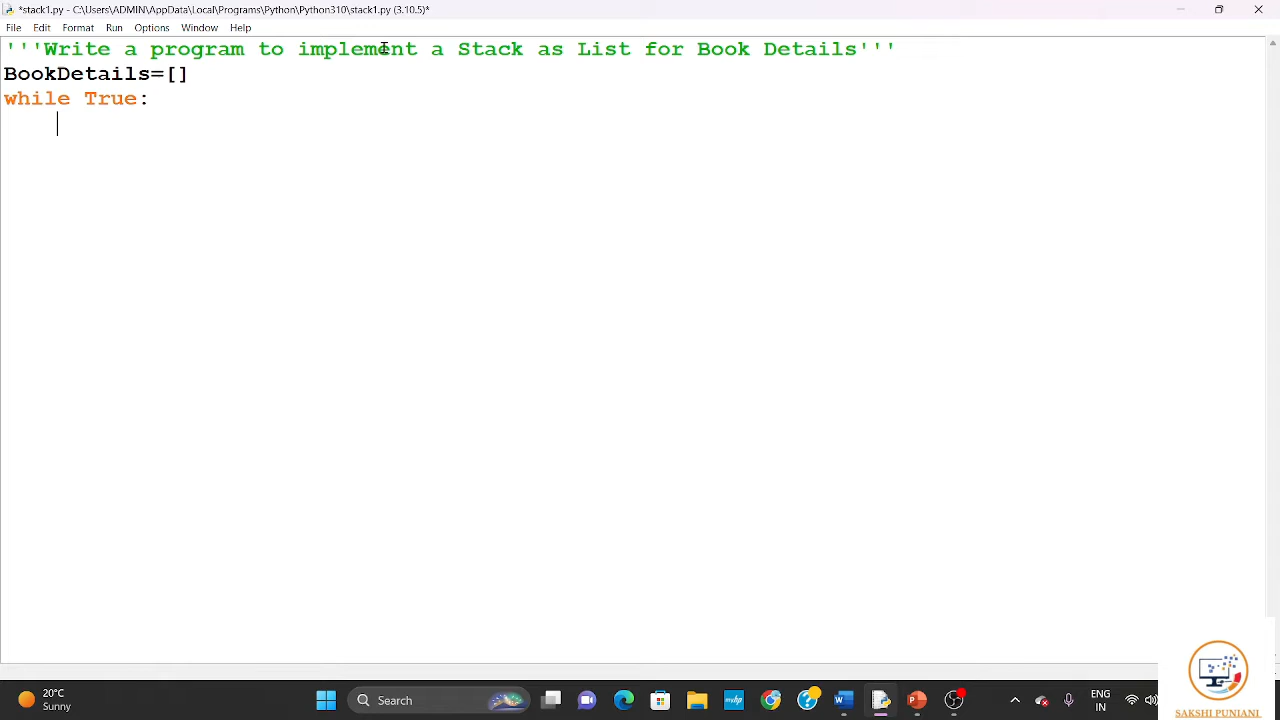 *stack1.py - C:\Users\ADMIN\AppData\Local\Programs\Python\Python310\stack1.py (3.10.5)*
File Edit Format Run Options Window Help
'''Write a program to implement a Stack as List for Book Details'''
BookDetails=[]
while True:
20°C
Sunny
Search
myhp
ENG
IN
SAKSHI PUNIANI